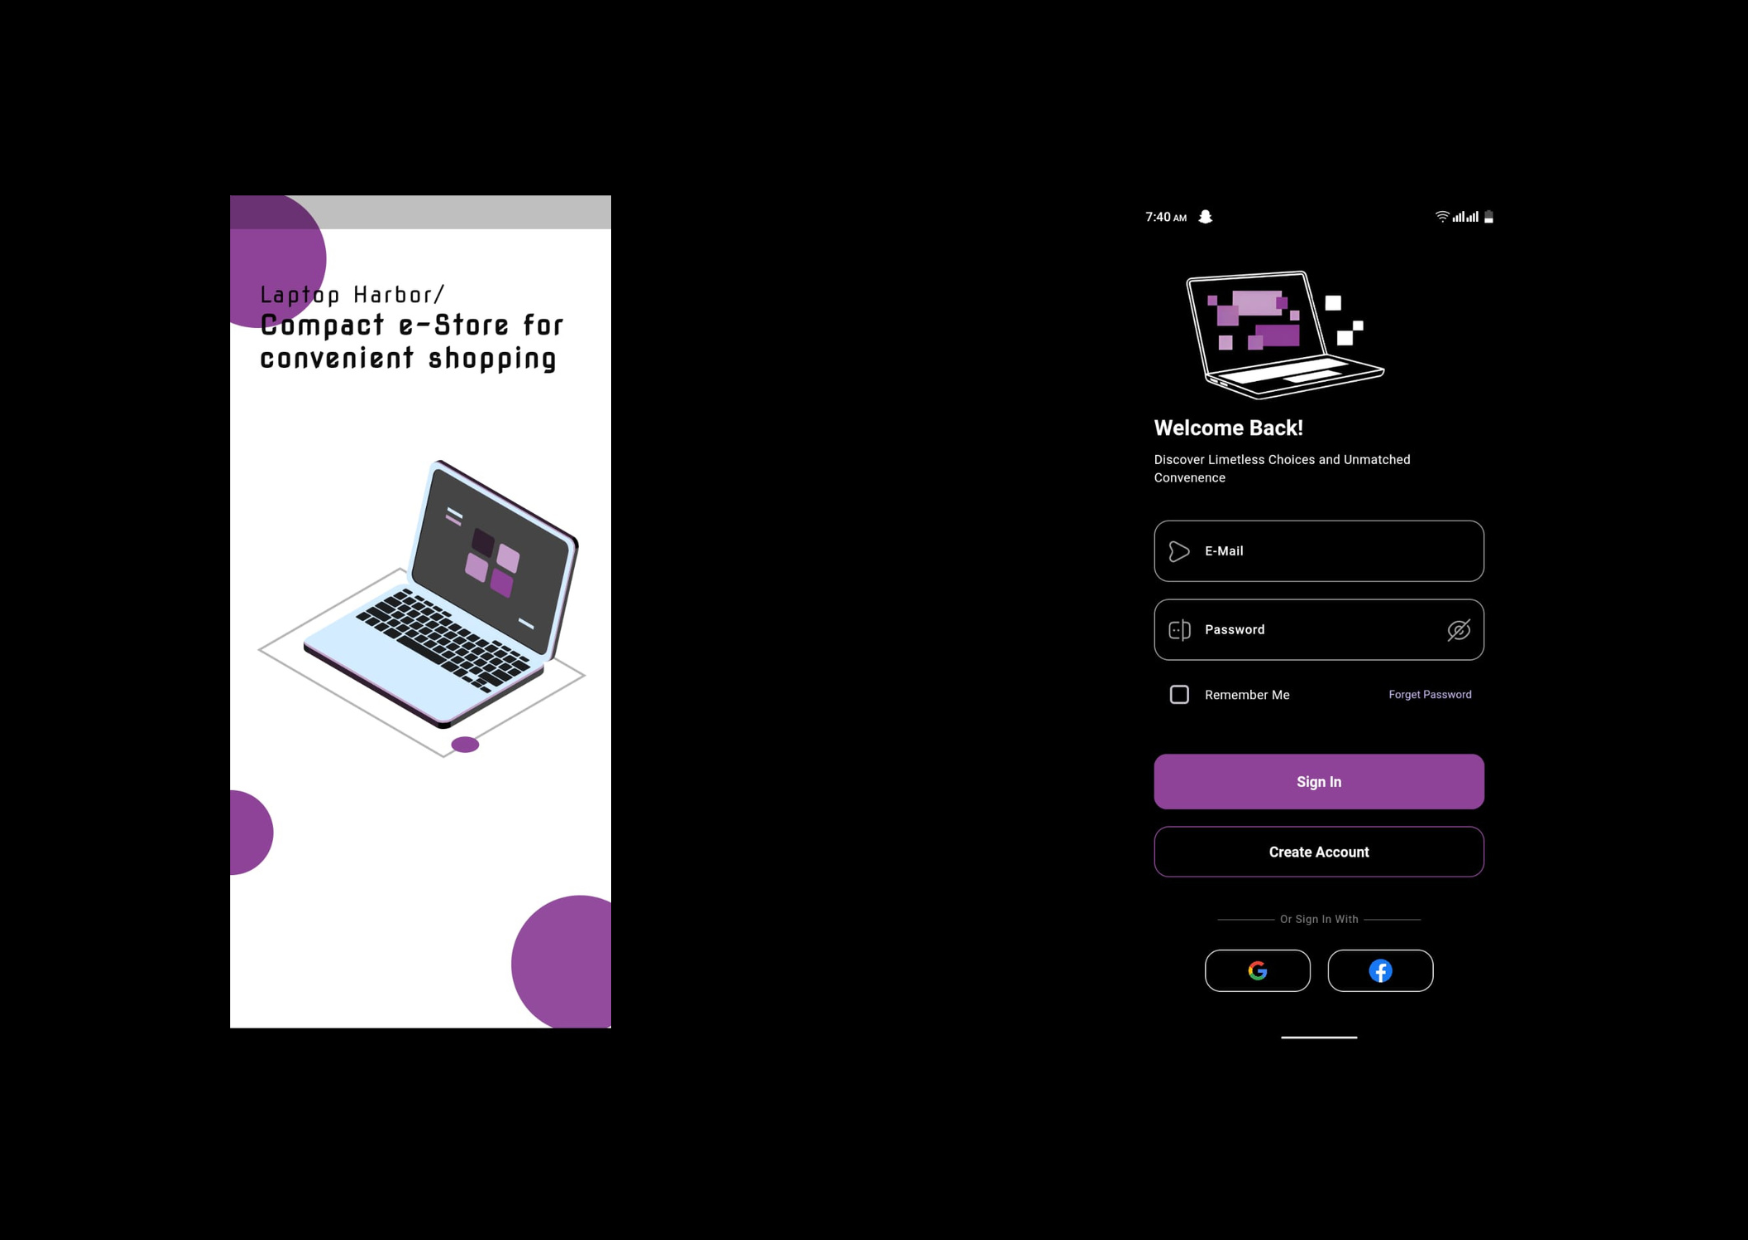 Laptop Harbor/
Compact e-Store for
convenient shopping
7:40 AM
Welcome Back!
Discover Limetless Choices and Unmatched
Convenence
E-Mail
Password
Remember Me
Forget Password
Sign In
Create Account
Or Sign In With